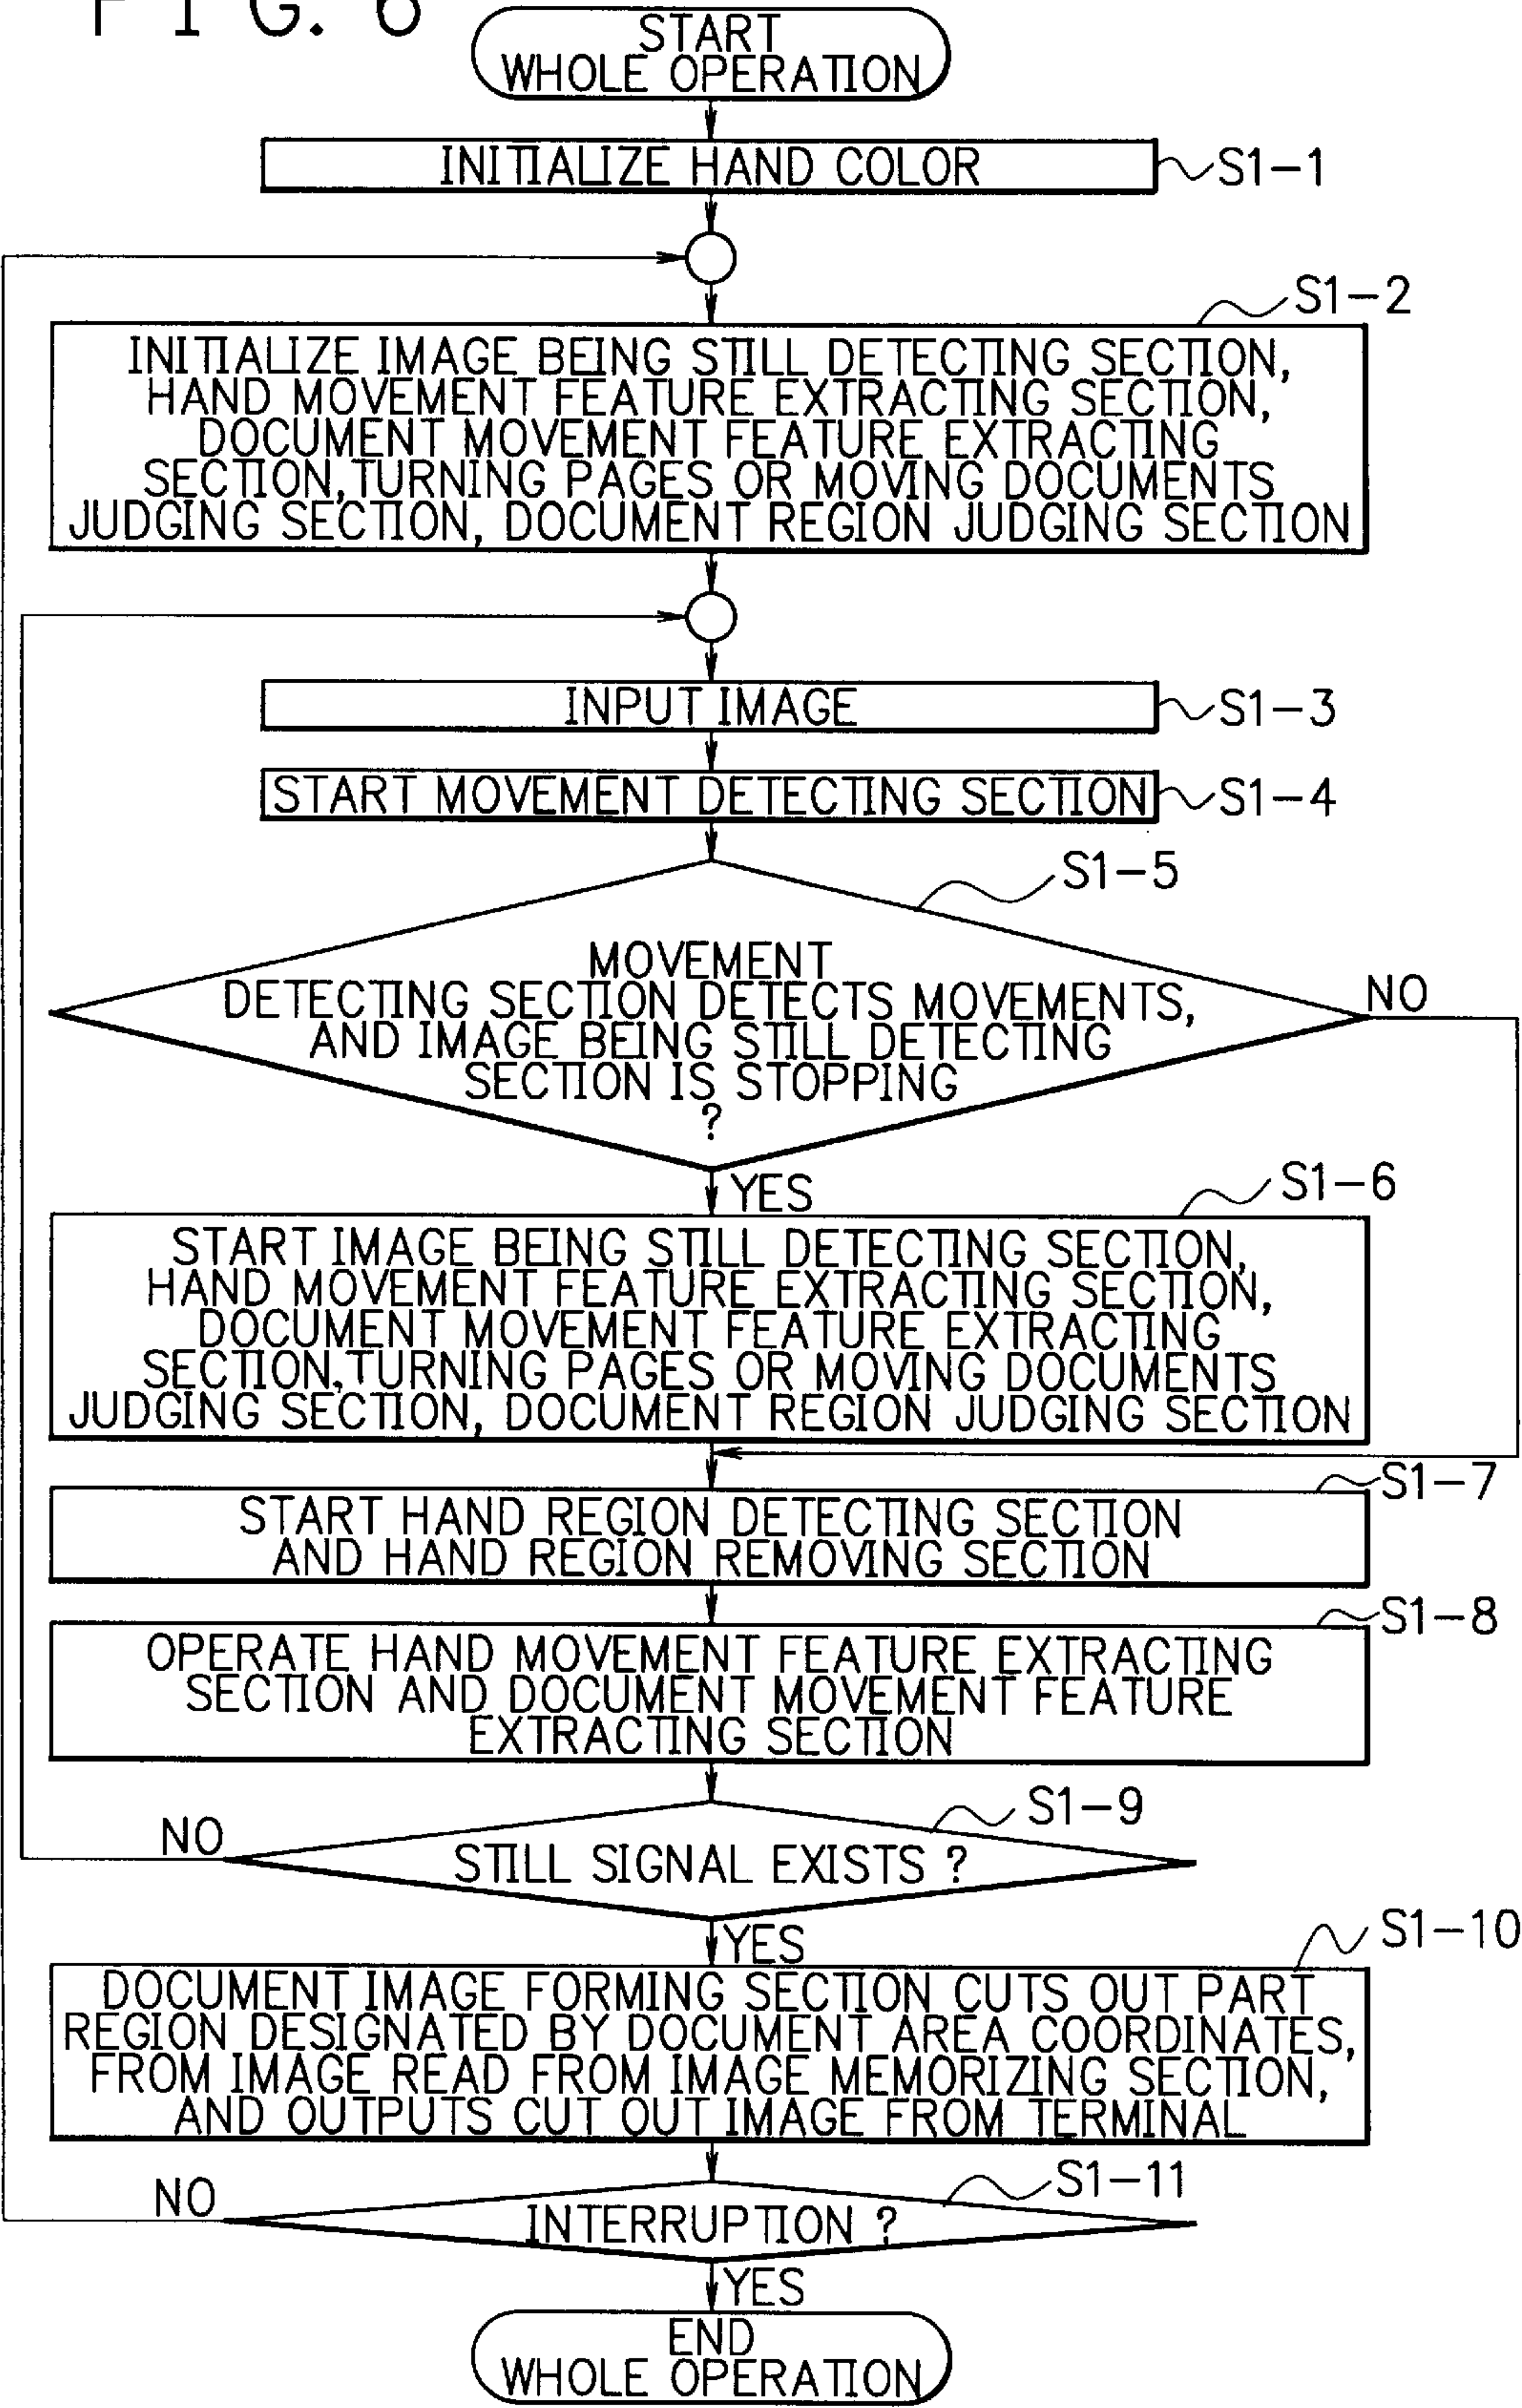 FIG. 6
START
WHOLE OPERATION
INITIALIZE HAND COLOR
S1-1
S1-2
INITIALIZE IMAGE BEING STILL DETECTING SECTION,
HAND MOVEMENT FEATURE EXTRACTING SECTION,
DOCUMENT MOVEMENT FEATURE EXTRACTING
SECTION,TURNING PAGES OR MOVING DOCUMENTS
JUDGING SECTION, DOCUMENT REGION JUDGING SECTION
INPUT IMAGE
S1-3
START MOVEMENT DETECTING SECTION
S1-4
S1-5
MOVEMENT
DETECTING SECTION DETECTS MOVEMENTS,
AND IMAGE BEING STILL DETECTING
SECTION IS STOPPING
?
NO
YES
S1-6
START IMAGE BEING STILL DETECTING SECTION,
HAND MOVEMENT FEATURE EXTRACTING SECTION,
DOCUMENT MOVEMENT FEATURE EXTRACTING
SECTION,TURNING PAGES OR MOVING DOCUMENTS
JUDGING SECTION, DOCUMENT REGION JUDGING SECTION
S1-7
START HAND REGION DETECTING SECTION
AND HAND REGION REMOVING SECTION
S1-8
OPERATE HAND MOVEMENT FEATURE EXTRACTING
SECTION AND DOCUMENT MOVEMENT FEATURE
EXTRACTING SECTION
S1-9
NO
STILL SIGNAL EXISTS ?
YES
S1-10
DOCUMENT IMAGE FORMING SECTION CUTS OUT PART
REGION DESIGNATED BY DOCUMENT AREA COORDINATES,
FROM IMAGE READ FROM IMAGE MEMORIZING SECTION,
AND OUTPUTS CUT OUT IMAGE FROM TERMINAL
S1-11
NO
INTERRUPTION ?
YES
END
WHOLE OPERATION